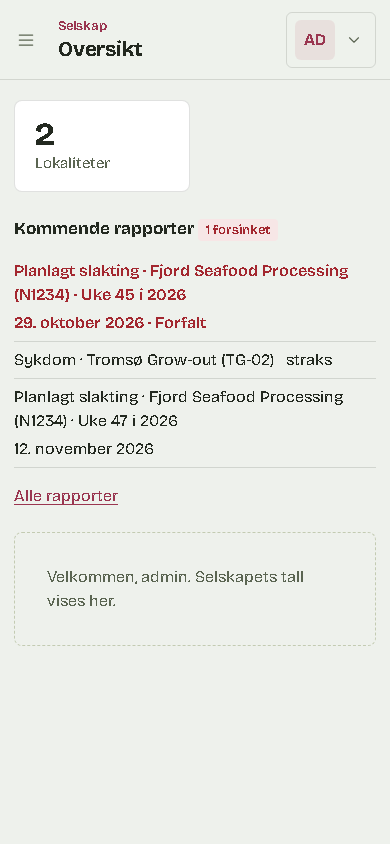 Selskap
Oversikt
AD
2
Lokaliteter
Kommende rapporter 1 forsinket
Planlagt slakting · Fjord Seafood Processing
(N1234) · Uke 45 i 2026
29. oktober 2026 · Forfalt
Sykdom · Tromsø Grow-out (TG-02) straks
Planlagt slakting · Fjord Seafood Processing
(N1234) · Uke 47 i 2026
12. november 2026
Alle rapporter
Velkommen, admin. Selskapets tall
vises her.